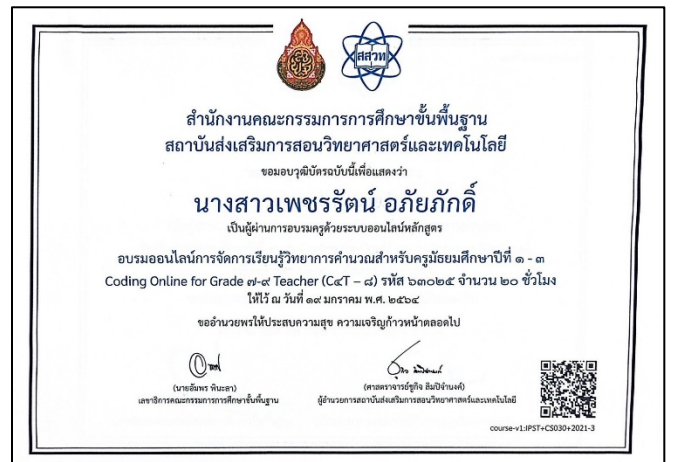 สสวท
สำนักงานคณะกรรมการการศึกษาขั้นพื้นฐาน
สถาบันส่งเสริมการสอนวิทยาศาสตร์และเทคโนโลยี
ขอมอบวุฒิบัตรฉบับนี้เพื่อแสดงว่า
นางสาวเพชรรัตน์ อภัยภักดิ์
เป็นผู้ผ่านการอบรมครูด้วยระบบออนไลน์หลักสูตร
อบรมออนไลน์การจัดการเรียนรู้วิทยาการคำนวณสำหรับครูมัธยมศึกษาปีที่ ๑ - ๓
Coding Online for Grade ๗-๙ Teacher (C๔T – ๘) รหัส ๖๓๐๒๕ จำนวน ๒๐ ชั่วโมง
ให้ไว้ ณ วันที่ ๑๙ มกราคม พ.ศ. ๒๕๖๔
ขออำนวยพรให้ประสบความสุข ความเจริญก้าวหน้าตลอดไป
(นายอัมพร พินะสา)
เลขาธิการคณะกรรมการการศึกษาขั้นพื้นฐาน
(ศาสตราจารย์ชูกิจ ลิมปิจำนงค์)
ผู้อำนวยการสถาบันส่งเสริมการสอนวิทยาศาสตร์และเทคโนโลยี
course-v1:IPST+CS030+2021-3